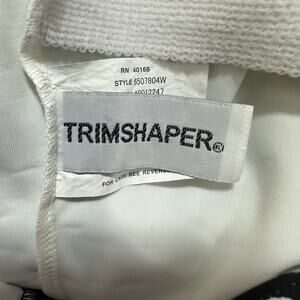 RN 40168
STYLE 6507804W
TRIMSHAPER®
FOR CARE SEE REVERSE